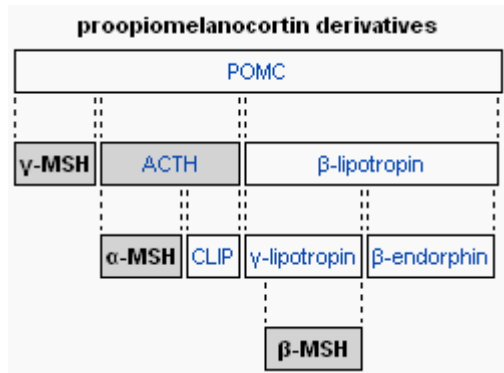 proopiomelanocortin derivatives
POMC
γ-MSH ACTH β-lipotropin
α-MSH CLIP γ-lipotropin β-endorphin
β-MSH